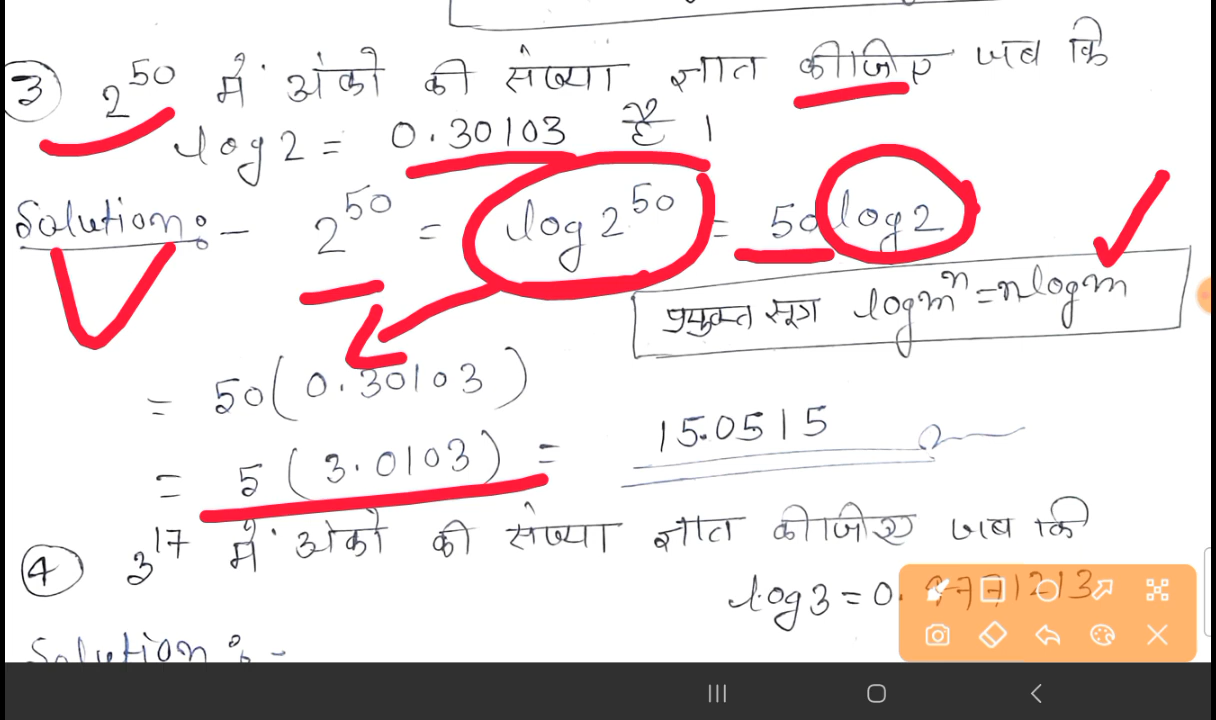 3 2^50 में अंको की संख्या ज्ञात कीजिए जब कि
log 2 = 0.30103 है ।
Solution:- 2^50 = log 2^50 = 50 log 2
प्रयुक्त सूत्र log m^n = n log m
= 50 ( 0.30103 )
= 5 ( 3.0103 ) = 15.0515
4 3^17 में अंको की संख्या ज्ञात कीजिए जब कि
log 3 = 0.4771213
Solution :-